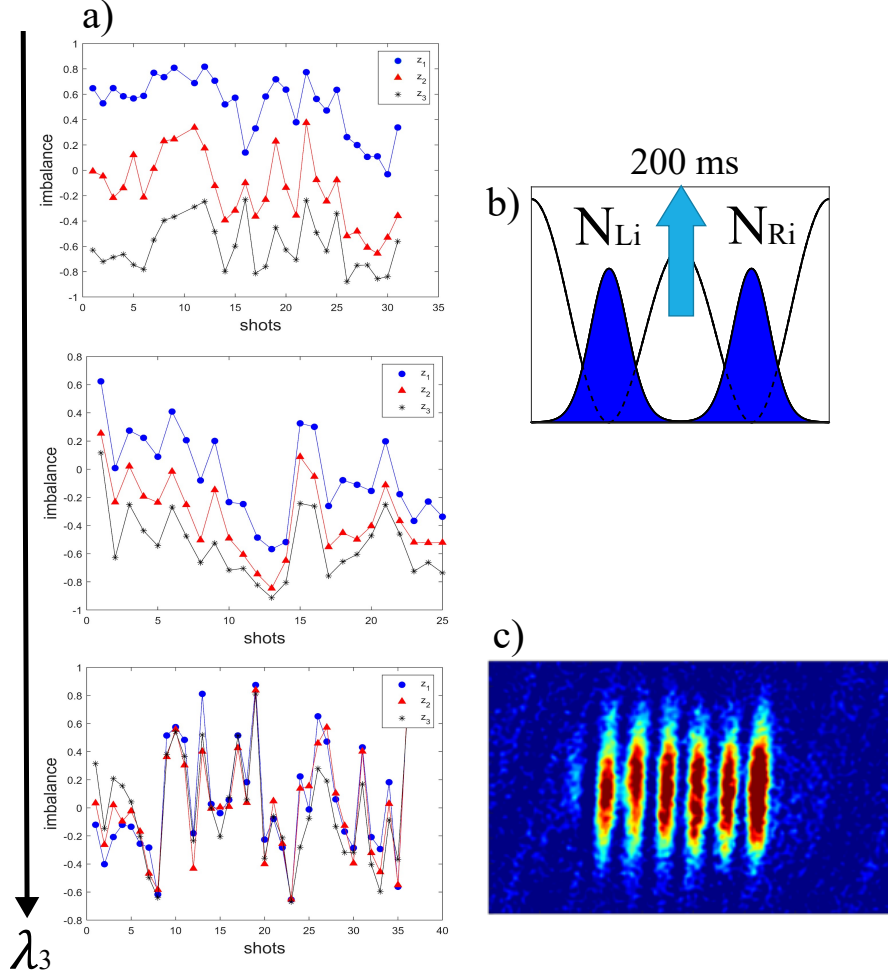 a)
1
0.8
0.6
0.4
0.2
0
-0.2
-0.4
-0.6
-0.8
-1
imbalance
z1
z2
z3
0 5 10 15 20 25 30 35
shots
0.8
0.6
0.4
0.2
0
-0.2
-0.4
-0.6
-0.8
-1
imbalance
z1
z2
z3
0 5 10 15 20 25
shots
1
0.8
0.6
0.4
0.2
0
-0.2
-0.4
-0.6
-0.8
imbalance
z1
z2
z3
0 5 10 15 20 25 30 35 40
shots
λ3
b)
200 ms
NLi NRi
c)